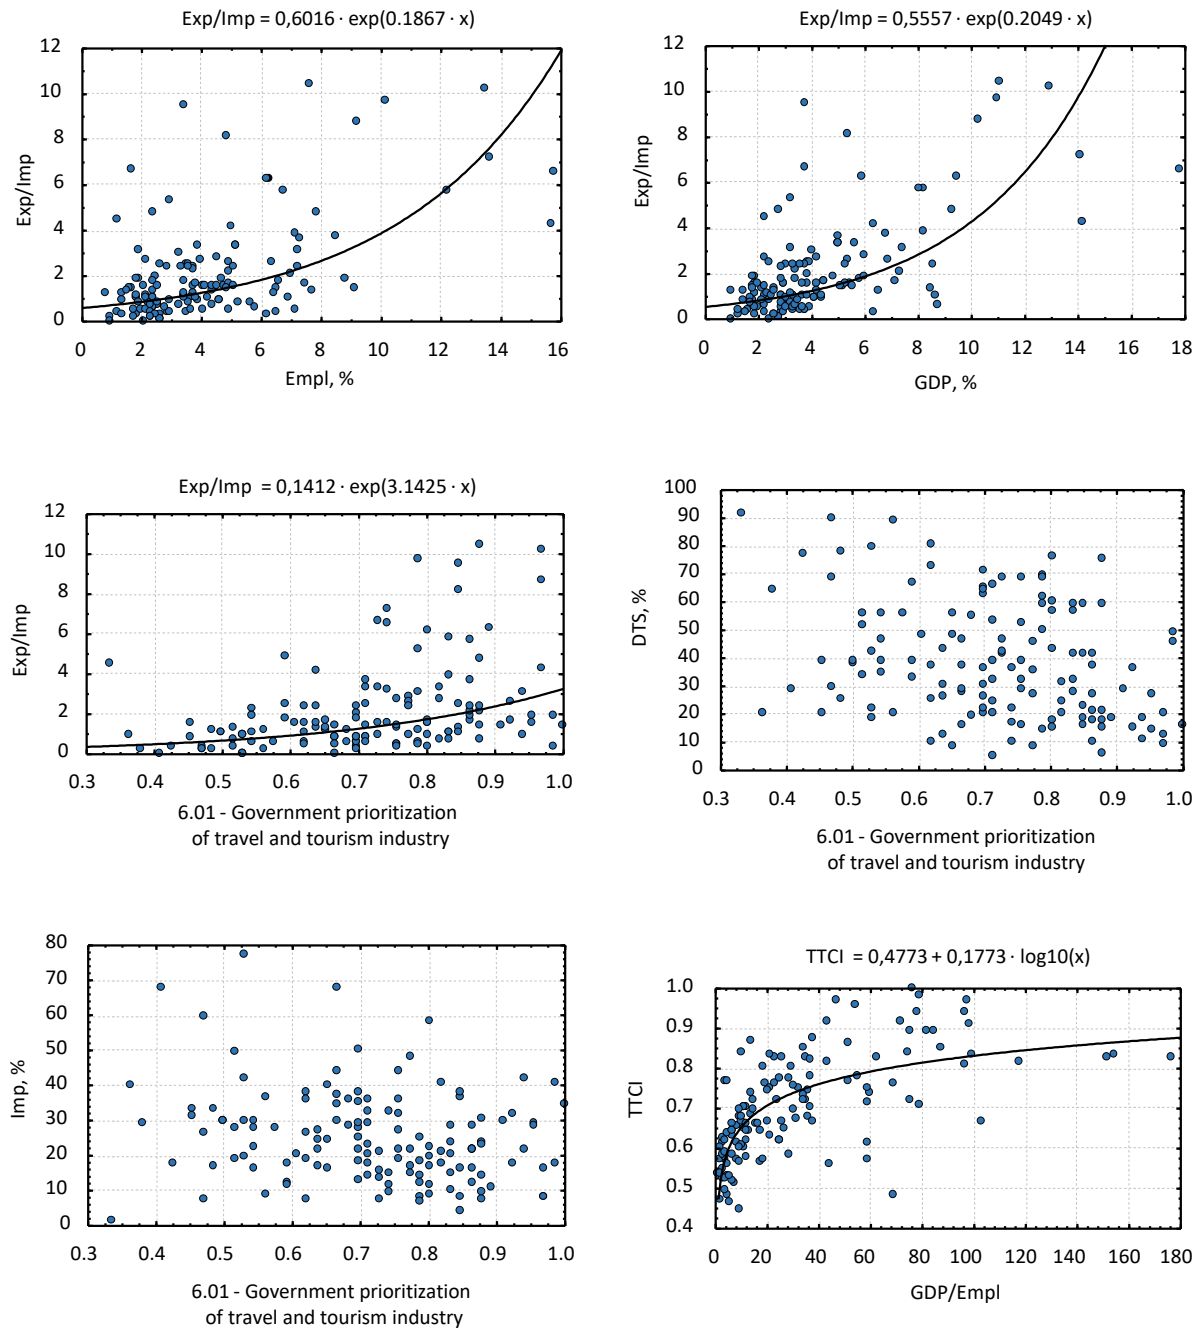 Exp/Imp = 0,6016 · exp(0.1867 · x)
12
10
8
6
4
2
0
Exp/Imp
0 2 4 6 8 10 12 14 16
Empl, %
Exp/Imp = 0,5557 · exp(0.2049 · x)
12
10
8
6
4
2
0
Exp/Imp
0 2 4 6 8 10 12 14 16 18
GDP, %
Exp/Imp = 0,1412 · exp(3.1425 · x)
12
10
8
6
4
2
0
Exp/Imp
0.3 0.4 0.5 0.6 0.7 0.8 0.9 1.0
6.01 - Government prioritization
of travel and tourism industry
100
90
80
70
60
50
40
30
20
10
0
DTS, %
0.3 0.4 0.5 0.6 0.7 0.8 0.9 1.0
6.01 - Government prioritization
of travel and tourism industry
80
70
60
50
40
30
20
10
0
Imp, %
0.3 0.4 0.5 0.6 0.7 0.8 0.9 1.0
6.01 - Government prioritization
of travel and tourism industry
TTCI = 0,4773 + 0,1773 · log10(x)
1.0
0.9
0.8
0.7
0.6
0.5
0.4
TTCI
0 20 40 60 80 100 120 140 160 180
GDP/Empl